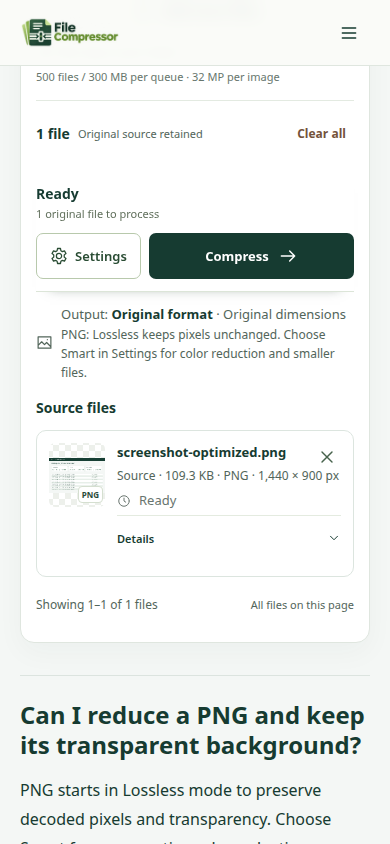 File
Compressor
500 files / 300 MB per queue · 32 MP per image
1 file Original source retained Clear all
Ready
1 original file to process
Settings Compress
Output: Original format · Original dimensions
PNG: Lossless keeps pixels unchanged. Choose
Smart in Settings for color reduction and smaller
files.
Source files
screenshot-optimized.png
Source · 109.3 KB · PNG · 1,440 × 900 px
PNG
Ready
Details
Showing 1–1 of 1 files All files on this page
Can I reduce a PNG and keep
its transparent background?
PNG starts in Lossless mode to preserve
decoded pixels and transparency. Choose